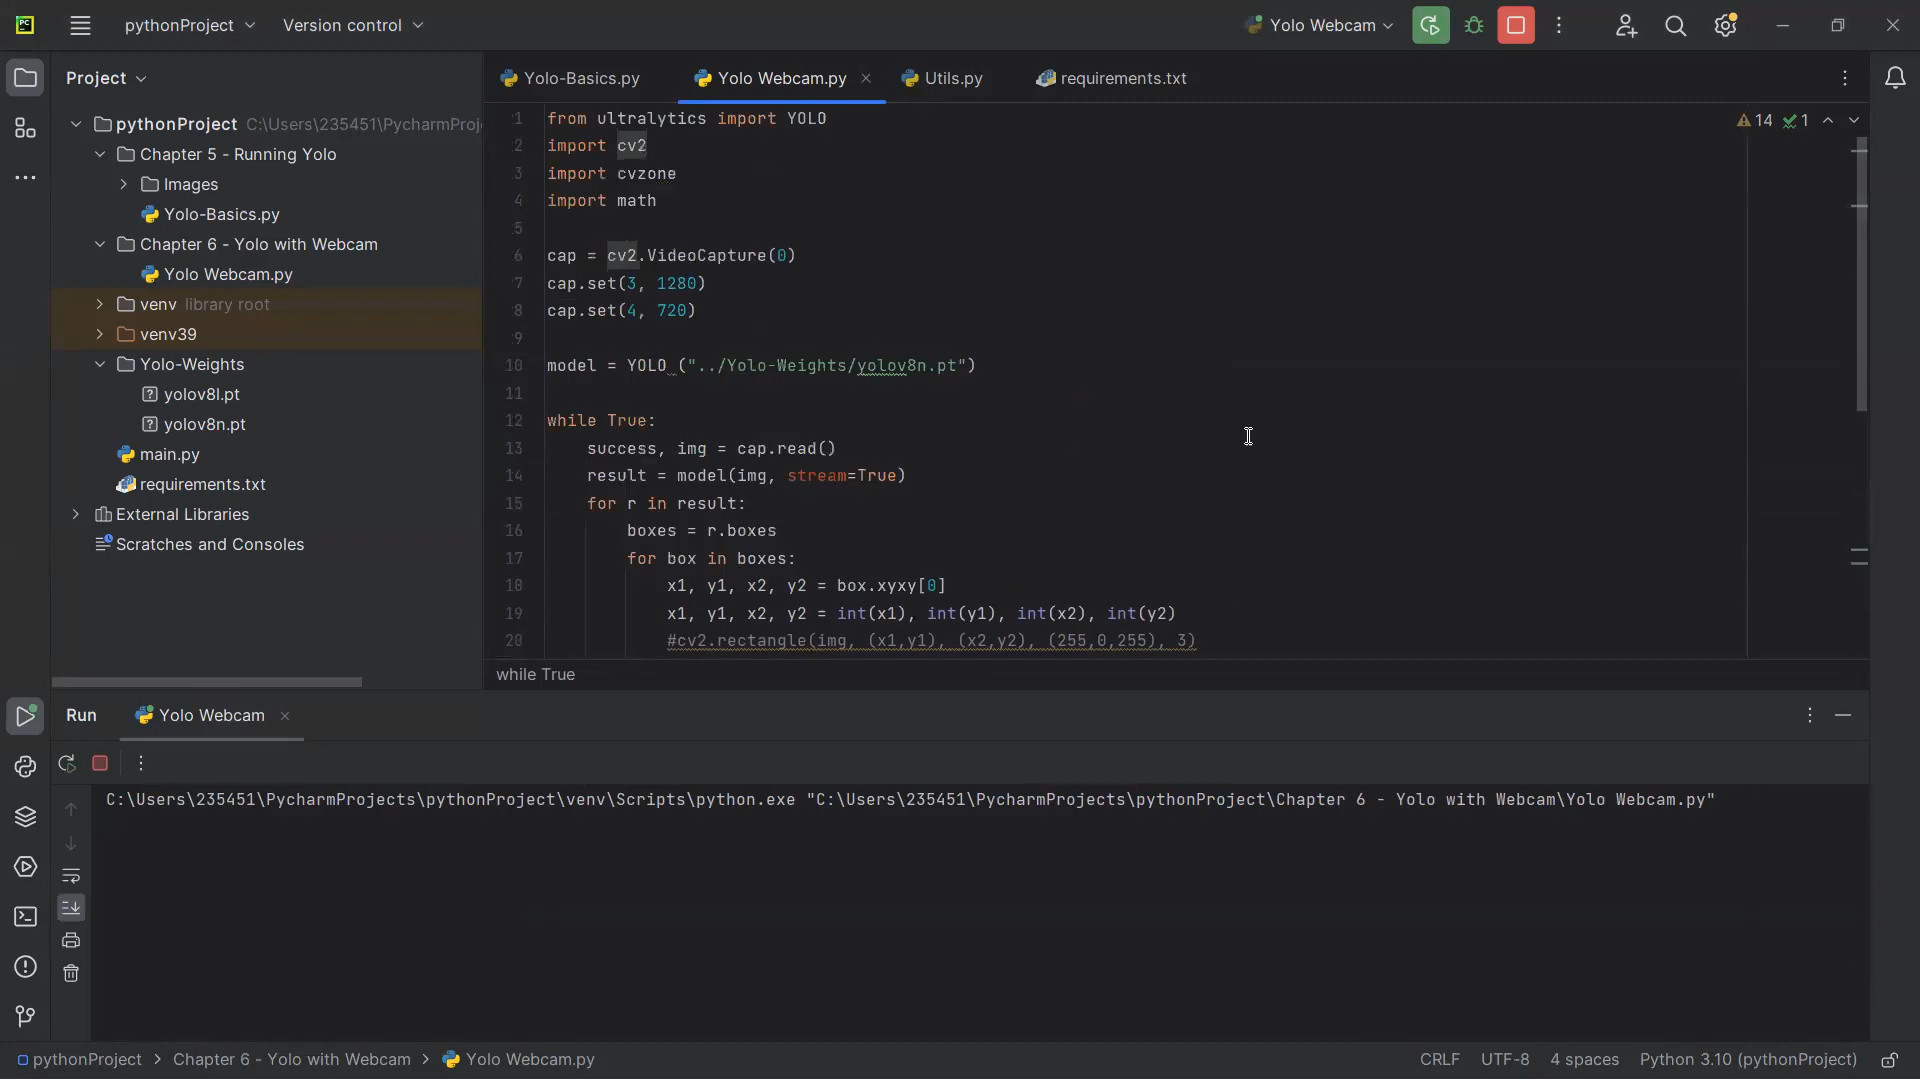 PC
pythonProject
Version control
Yolo Webcam
Project
Yolo-Basics.py
Yolo Webcam.py
Utils.py
requirements.txt
pythonProject C:\Users\235451\PycharmProj
Chapter 5 - Running Yolo
Images
Yolo-Basics.py
Chapter 6 - Yolo with Webcam
Yolo Webcam.py
venv library root
venv39
Yolo-Weights
yolov8l.pt
yolov8n.pt
main.py
requirements.txt
External Libraries
Scratches and Consoles
14 1
1 from ultralytics import YOLO
2 import cv2
3 import cvzone
4 import math
5
6 cap = cv2.VideoCapture(0)
7 cap.set(3, 1280)
8 cap.set(4, 720)
9
10 model = YOLO ("../Yolo-Weights/yolov8n.pt")
11
12 while True:
13 success, img = cap.read()
14 result = model(img, stream=True)
15 for r in result:
16 boxes = r.boxes
17 for box in boxes:
18 x1, y1, x2, y2 = box.xyxy[0]
19 x1, y1, x2, y2 = int(x1), int(y1), int(x2), int(y2)
20 #cv2.rectangle(img, (x1,y1), (x2,y2), (255,0,255), 3)
while True
Run
Yolo Webcam
C:\Users\235451\PycharmProjects\pythonProject\venv\Scripts\python.exe "C:\Users\235451\PycharmProjects\pythonProject\Chapter 6 - Yolo with Webcam\Yolo Webcam.py"
pythonProject > Chapter 6 - Yolo with Webcam > Yolo Webcam.py
CRLF UTF-8 4 spaces Python 3.10 (pythonProject)